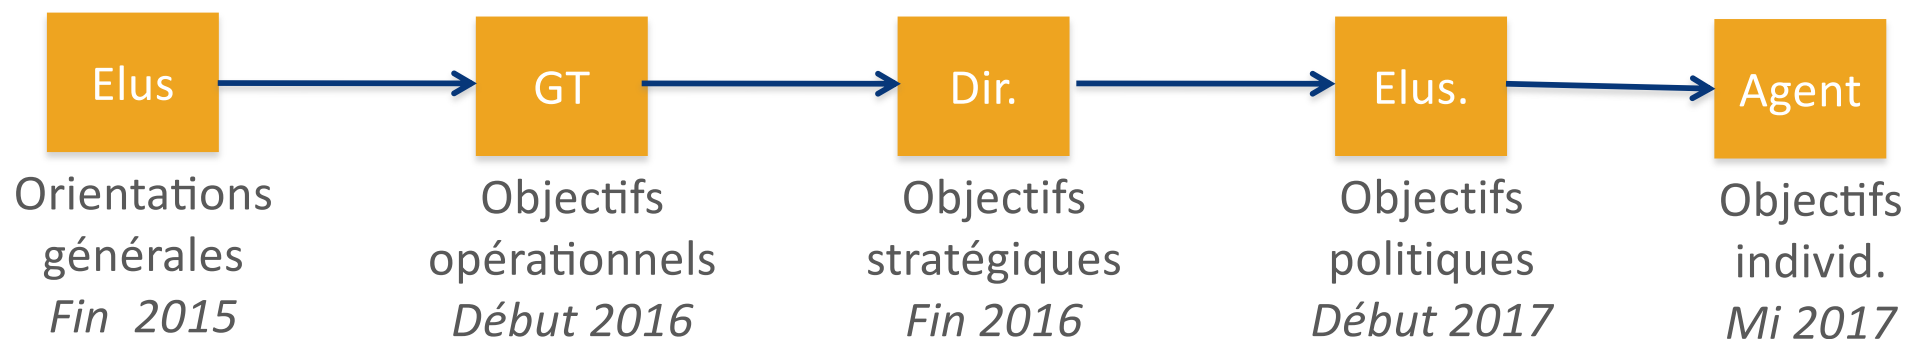 Elus
GT
Dir.
Elus.
Agent
Orientations
générales
Fin 2015
Objectifs
opérationnels
Début 2016
Objectifs
stratégiques
Fin 2016
Objectifs
politiques
Début 2017
Objectifs
individ.
Mi 2017